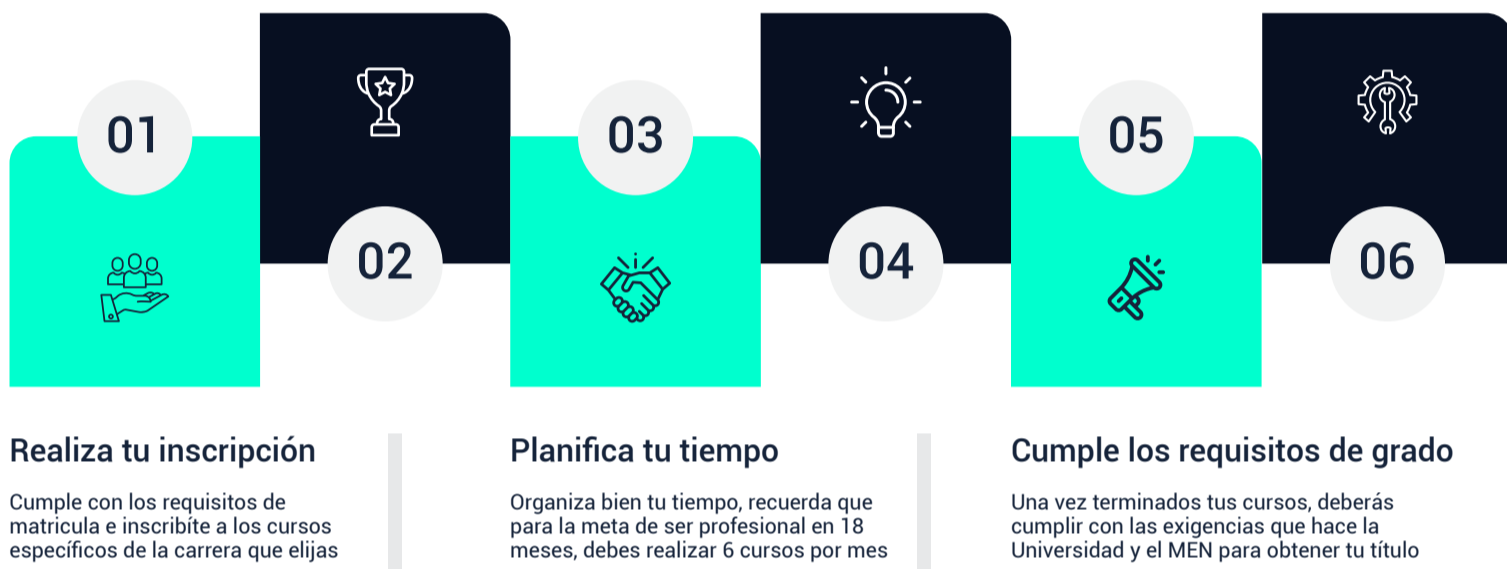 01
02
03
04
05
06
Realiza tu inscripción
Cumple con los requisitos de
matricula e inscribíte a los cursos
específicos de la carrera que elijas
Planifica tu tiempo
Organiza bien tu tiempo, recuerda que
para la meta de ser profesional en 18
meses, debes realizar 6 cursos por mes
Cumple los requisitos de grado
Una vez terminados tus cursos, deberás
cumplir con las exigencias que hace la
Universidad y el MEN para obtener tu título